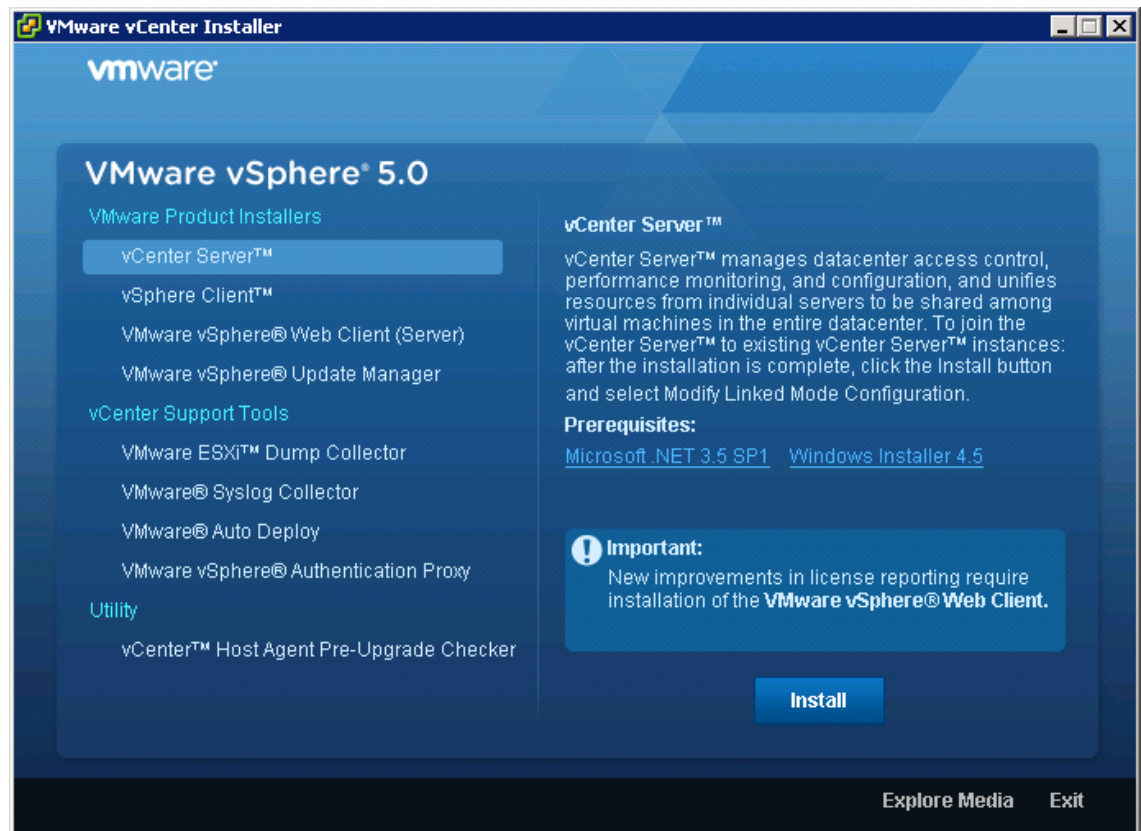 VMware vCenter Installer
vmware®
VMware vSphere® 5.0
VMware Product Installers
vCenter Server™
vSphere Client™
VMware vSphere® Web Client (Server)
VMware vSphere® Update Manager
vCenter Support Tools
VMware ESXi™ Dump Collector
VMware® Syslog Collector
VMware® Auto Deploy
VMware vSphere® Authentication Proxy
Utility
vCenter™ Host Agent Pre-Upgrade Checker
vCenter Server™
vCenter Server™ manages datacenter access control,
performance monitoring, and configuration, and unifies
resources from individual servers to be shared among
virtual machines in the entire datacenter. To join the
vCenter Server™ to existing vCenter Server™ instances:
after the installation is complete, click the Install button
and select Modify Linked Mode Configuration.
Prerequisites:
Microsoft .NET 3.5 SP1 Windows Installer 4.5
Important:
New improvements in license reporting require
installation of the VMware vSphere® Web Client.
Install
Explore Media Exit